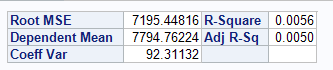 Root MSE 7195.44816 R-Square 0.0056
Dependent Mean 7794.76224 Adj R-Sq 0.0050
Coeff Var 92.31132